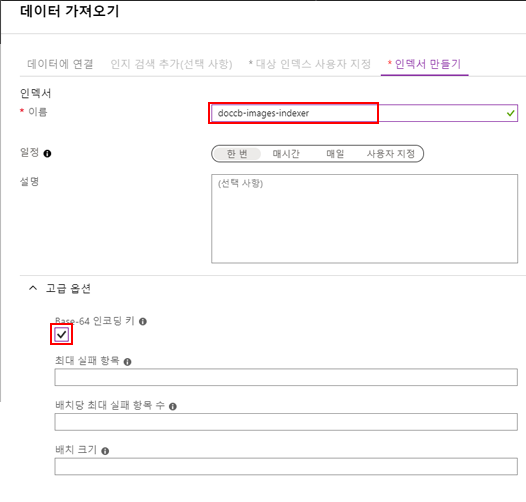 데이터 가져오기
데이터에 연결 인지 검색 추가(선택 사항) * 대상 인덱스 사용자 지정 * 인덱서 만들기
인덱서
* 이름 doccb-images-indexer
일정 한 번 매시간 매일 사용자 지정
설명 (선택 사항)
고급 옵션
Base-64 인코딩 키
최대 실패 항목
배치당 최대 실패 항목 수
배치 크기